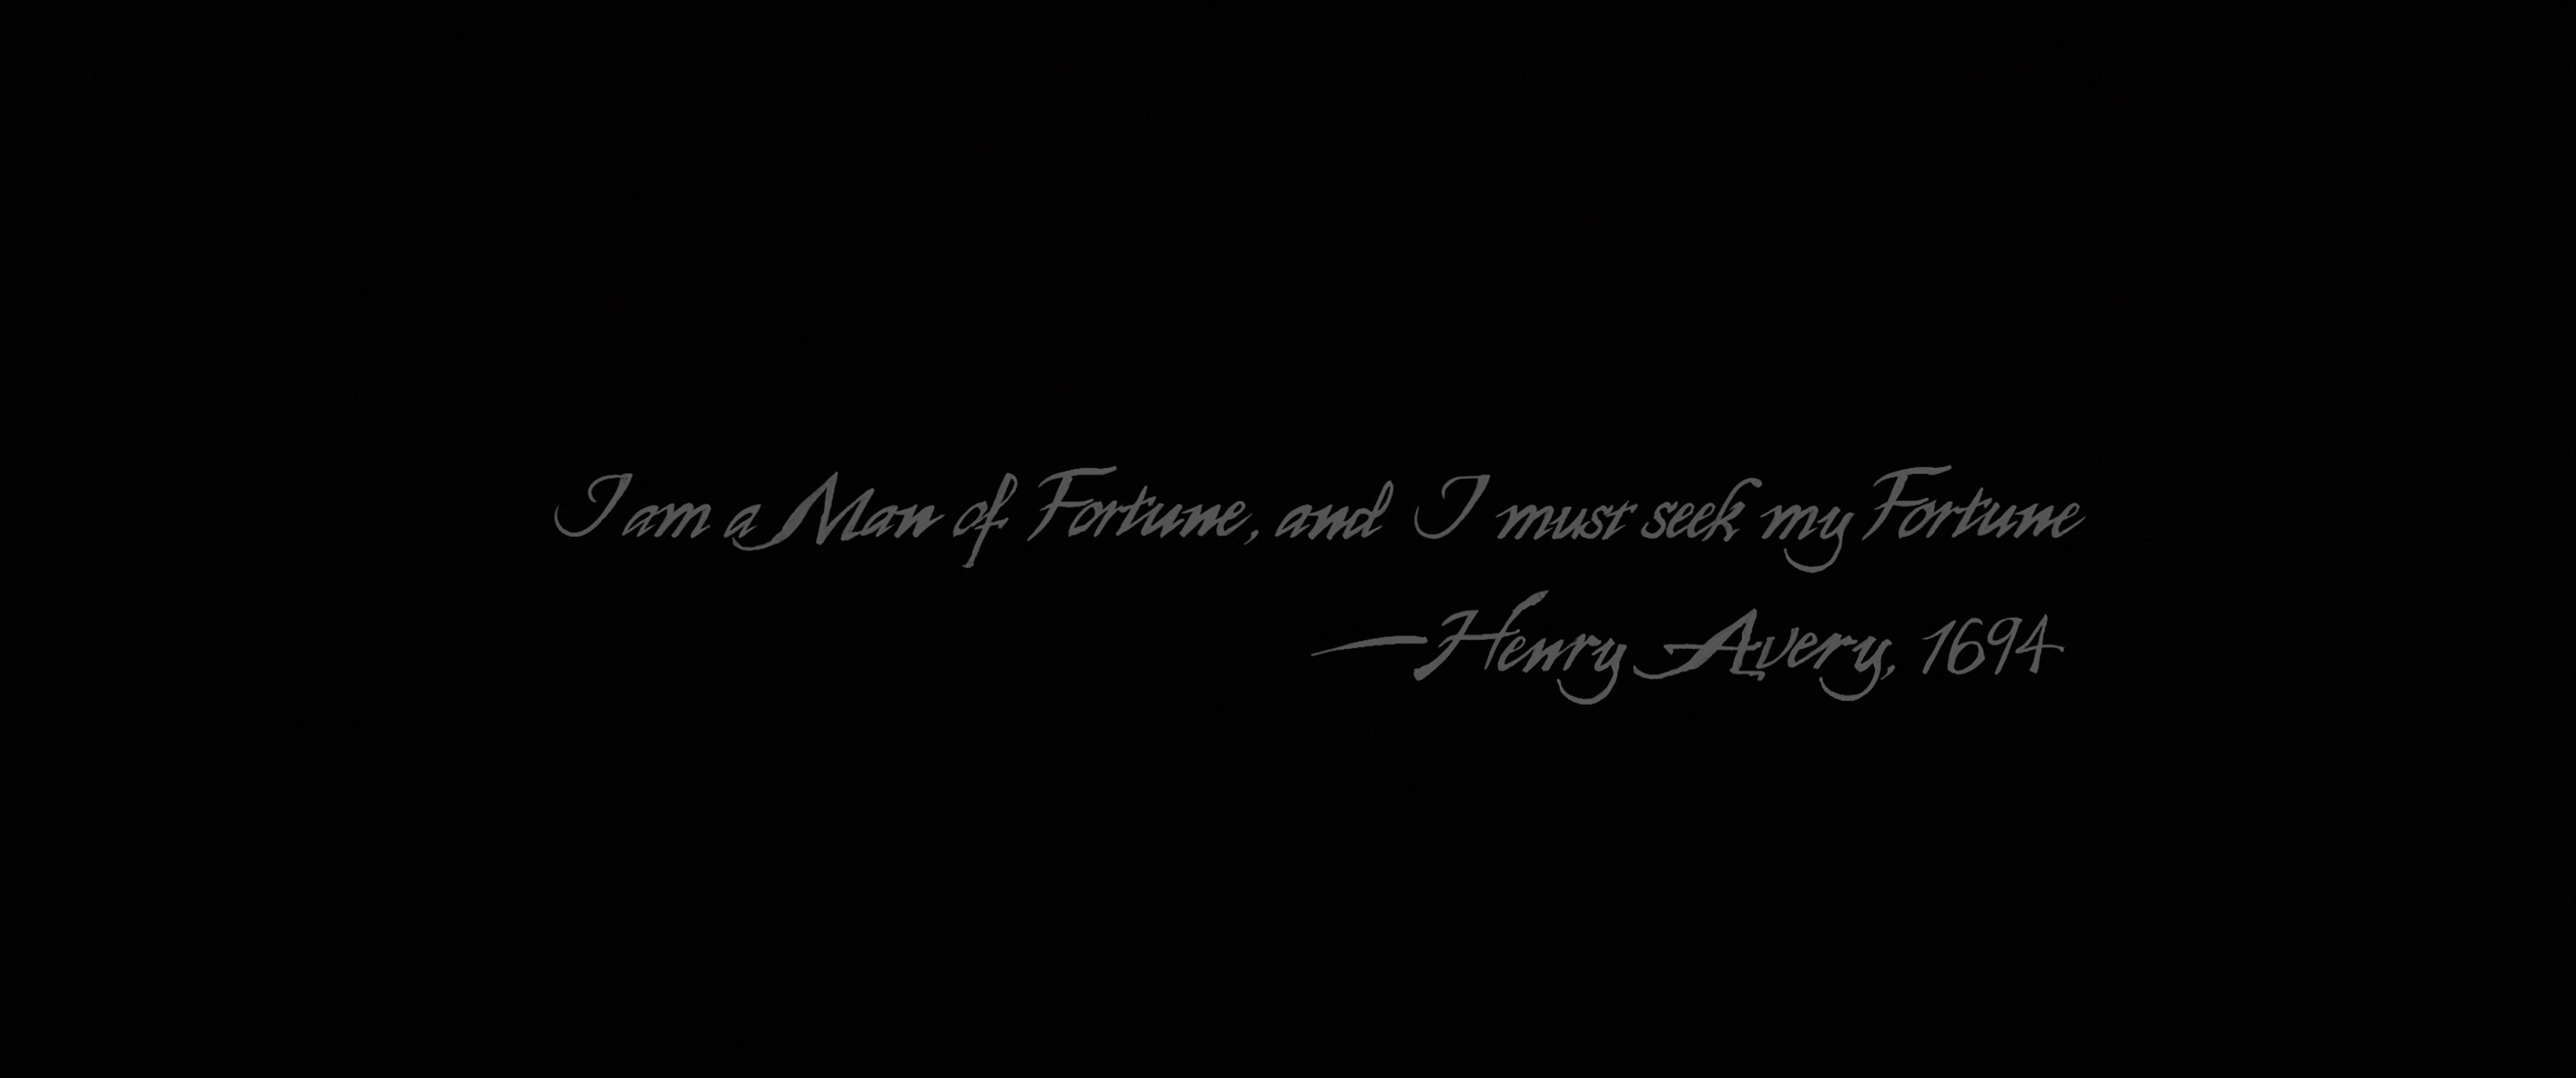 I am a Man of Fortune, and I must seek my Fortune
—Henry Avery, 1694